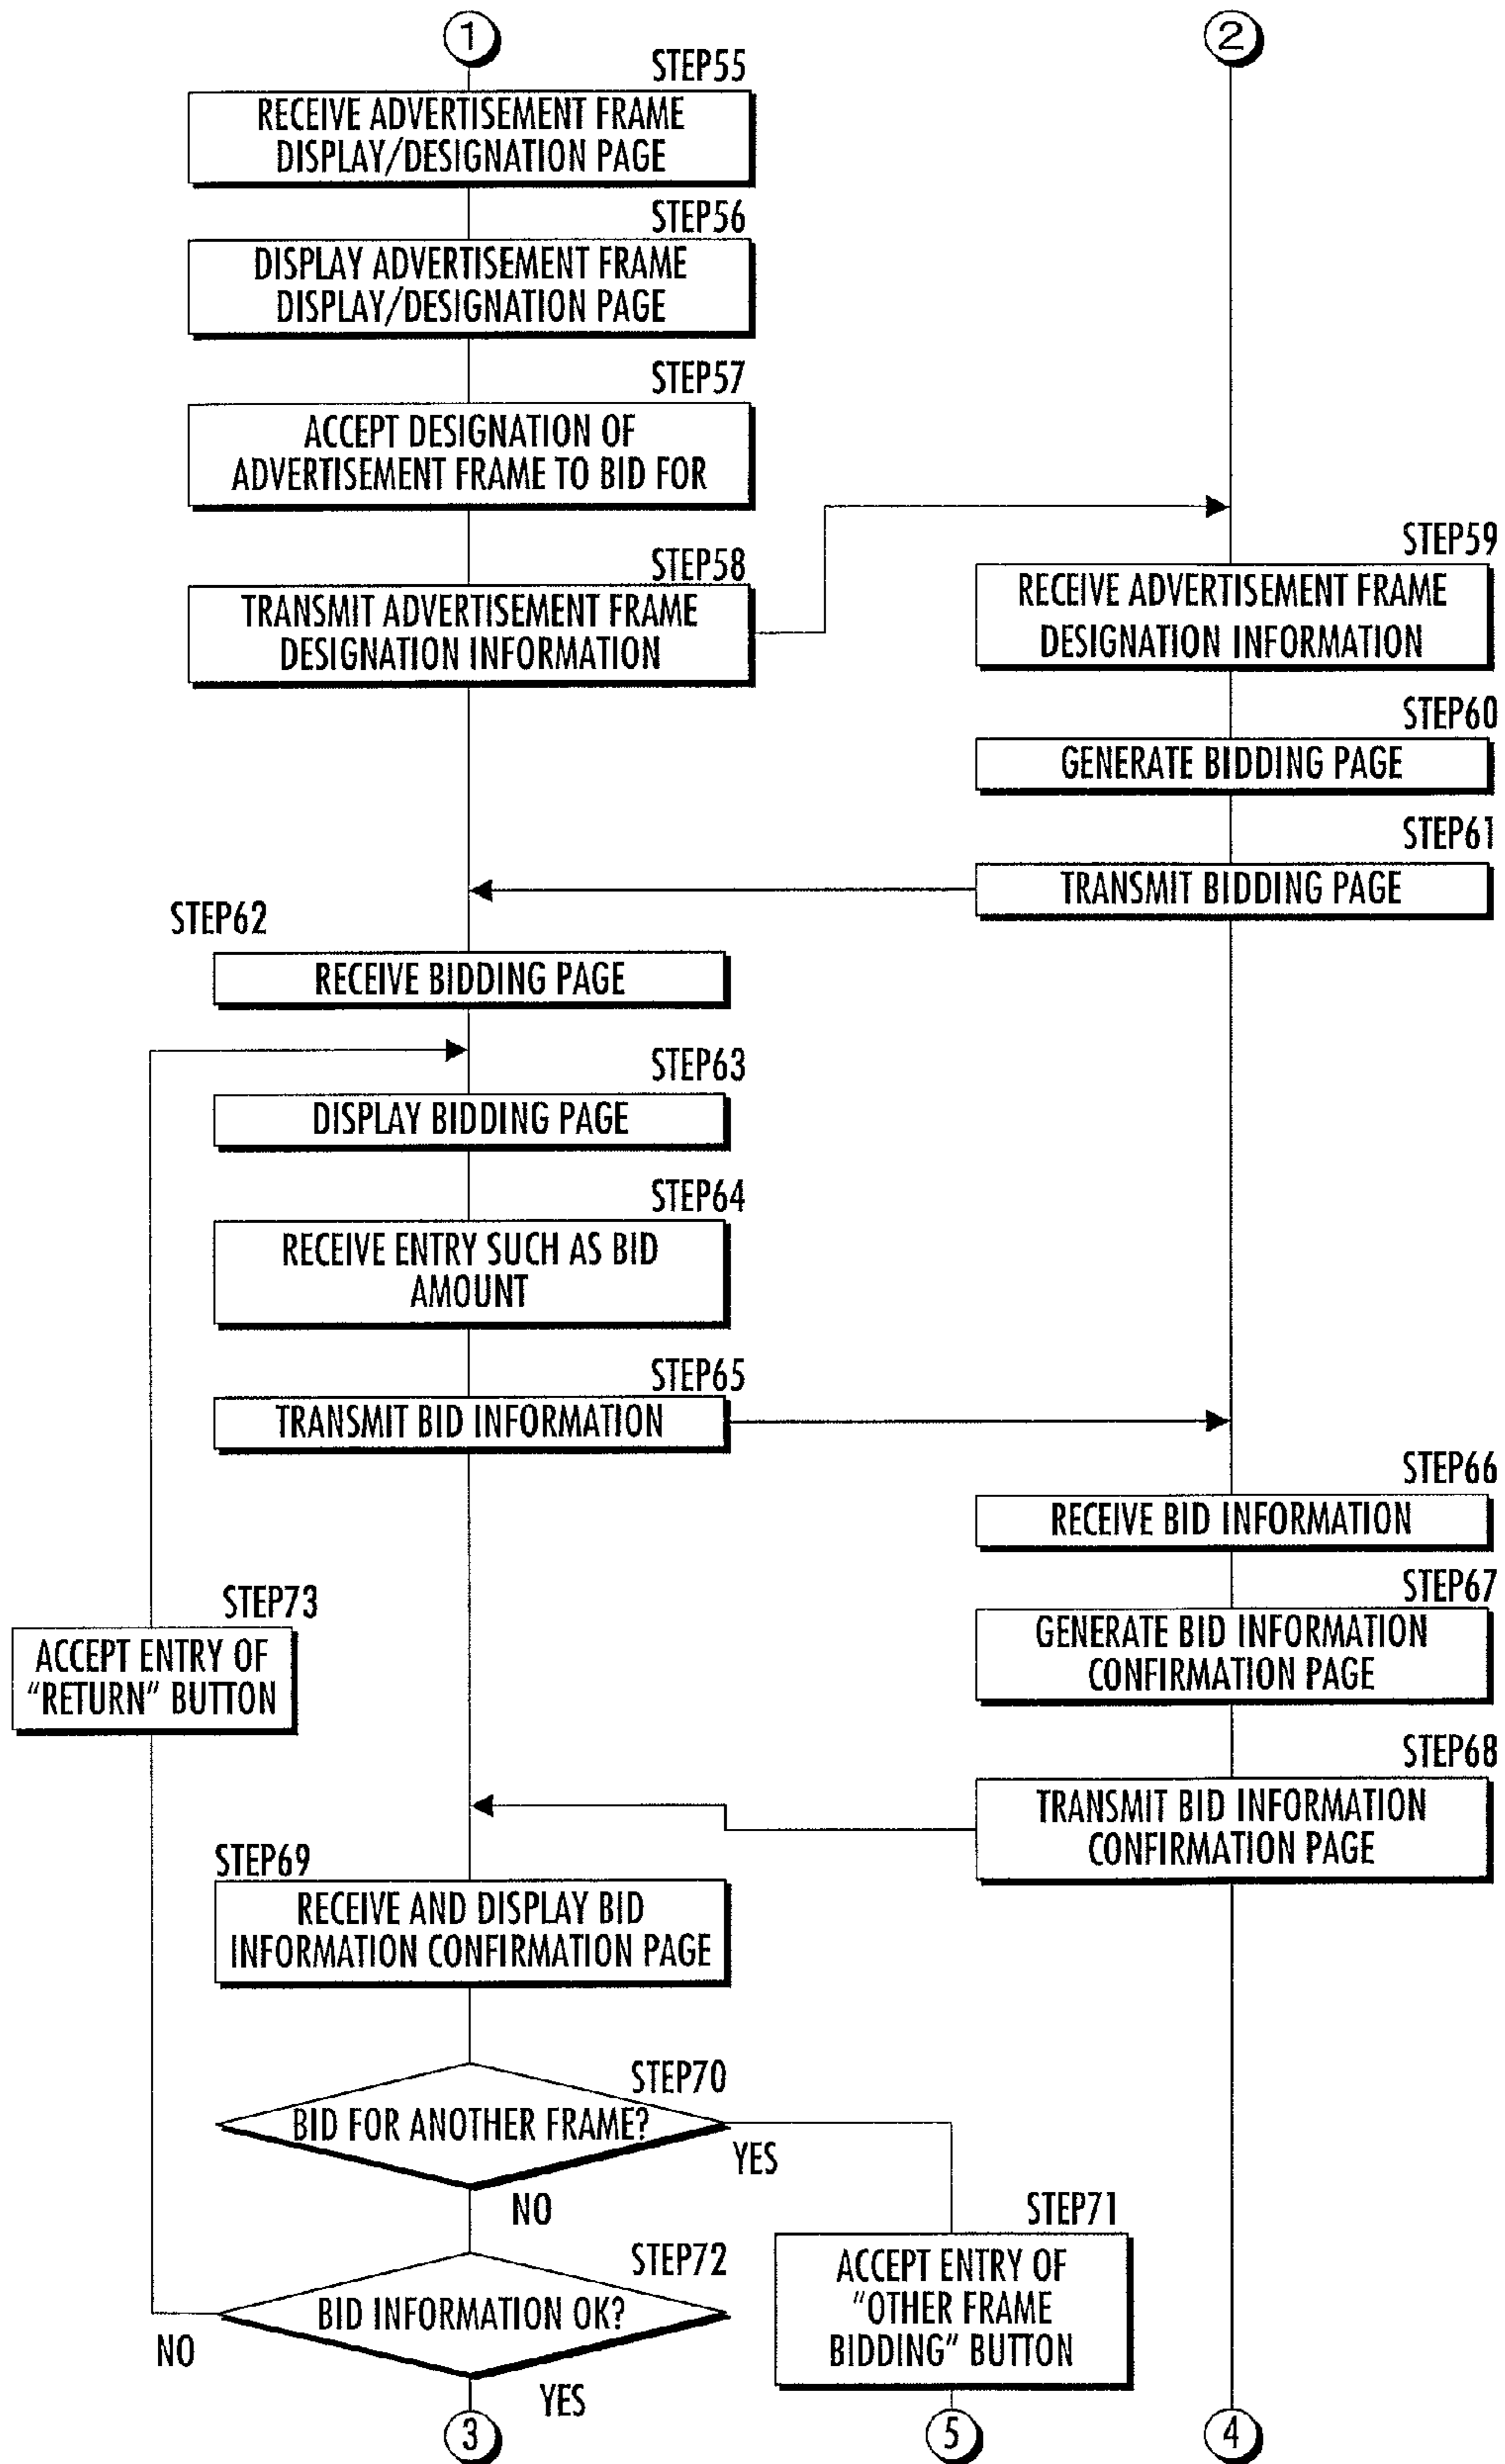 1
2
STEP55
RECEIVE ADVERTISEMENT FRAME
DISPLAY/DESIGNATION PAGE
STEP56
DISPLAY ADVERTISEMENT FRAME
DISPLAY/DESIGNATION PAGE
STEP57
ACCEPT DESIGNATION OF
ADVERTISEMENT FRAME TO BID FOR
STEP58
TRANSMIT ADVERTISEMENT FRAME
DESIGNATION INFORMATION
STEP59
RECEIVE ADVERTISEMENT FRAME
DESIGNATION INFORMATION
STEP60
GENERATE BIDDING PAGE
STEP61
TRANSMIT BIDDING PAGE
STEP62
RECEIVE BIDDING PAGE
STEP63
DISPLAY BIDDING PAGE
STEP64
RECEIVE ENTRY SUCH AS BID
AMOUNT
STEP65
TRANSMIT BID INFORMATION
STEP66
RECEIVE BID INFORMATION
STEP67
GENERATE BID INFORMATION
CONFIRMATION PAGE
STEP68
TRANSMIT BID INFORMATION
CONFIRMATION PAGE
STEP69
RECEIVE AND DISPLAY BID
INFORMATION CONFIRMATION PAGE
STEP70
BID FOR ANOTHER FRAME?
YES
NO
STEP71
ACCEPT ENTRY OF
“OTHER FRAME
BIDDING” BUTTON
STEP72
BID INFORMATION OK?
NO
YES
STEP73
ACCEPT ENTRY OF
“RETURN” BUTTON
3
5
4